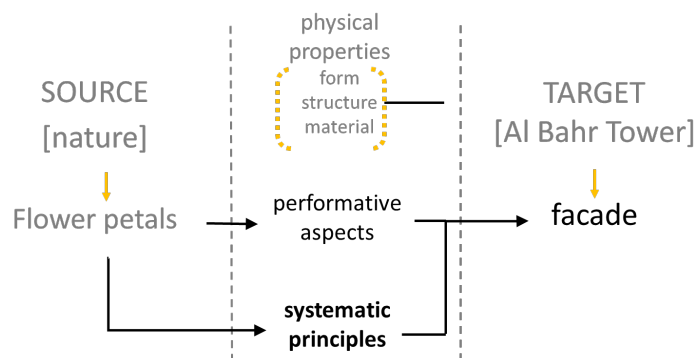 SOURCE
[nature]
Flower petals
physical
properties
form
structure
material
performative
aspects
systematic
principles
TARGET
[Al Bahr Tower]
facade